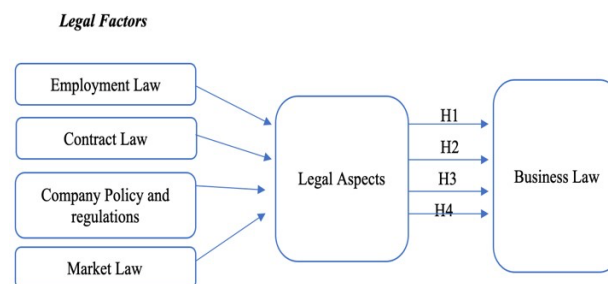 Legal Factors
Employment Law
Contract Law
Company Policy and
regulations
Market Law
Legal Aspects
H1
H2
H3
H4
Business Law